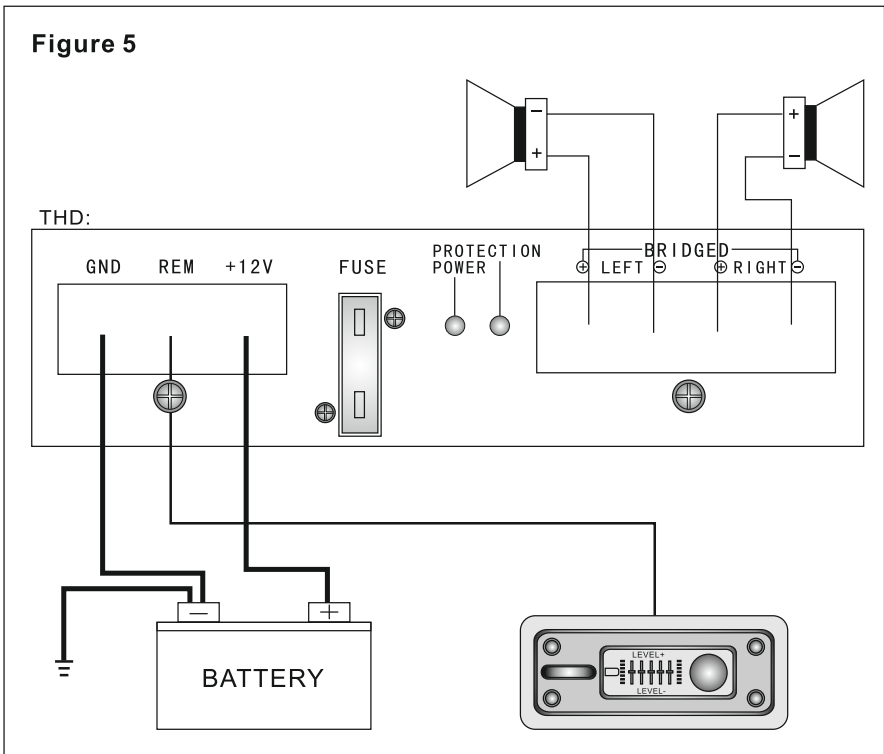 Figure 5
− +
+ −
THD:
GND REM +12V FUSE PROTECTION
POWER
BRIDGED
⊕ LEFT ⊖ ⊕ RIGHT ⊖
− +
BATTERY
LEVEL+
LEVEL-